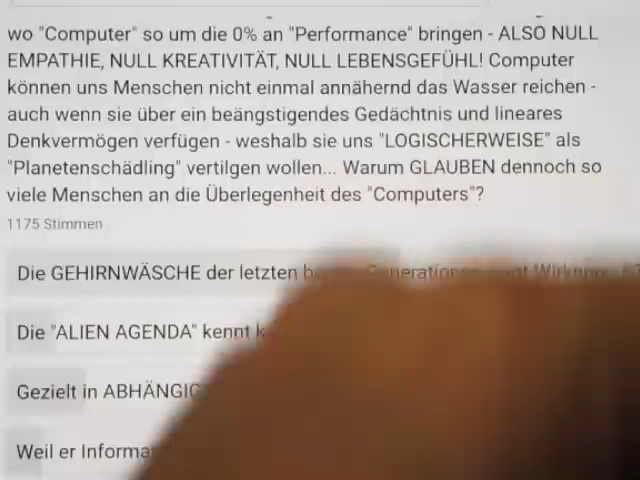 wo "Computer" so um die 0% an "Performance" bringen - ALSO NULL
EMPATHIE, NULL KREATIVITÄT, NULL LEBENSGEFÜHL! Computer
können uns Menschen nicht einmal annähernd das Wasser reichen -
auch wenn sie über ein beängstigendes Gedächtnis und lineares
Denkvermögen verfügen - weshalb sie uns "LOGISCHERWEISE" als
"Planetenschädling" vertilgen wollen... Warum GLAUBEN dennoch so
viele Menschen an die Überlegenheit des "Computers"?
1175 Stimmen
Die GEHIRNWÄSCHE der letzten
Die "ALIEN AGENDA" kennt
Gezielt in
Weil er